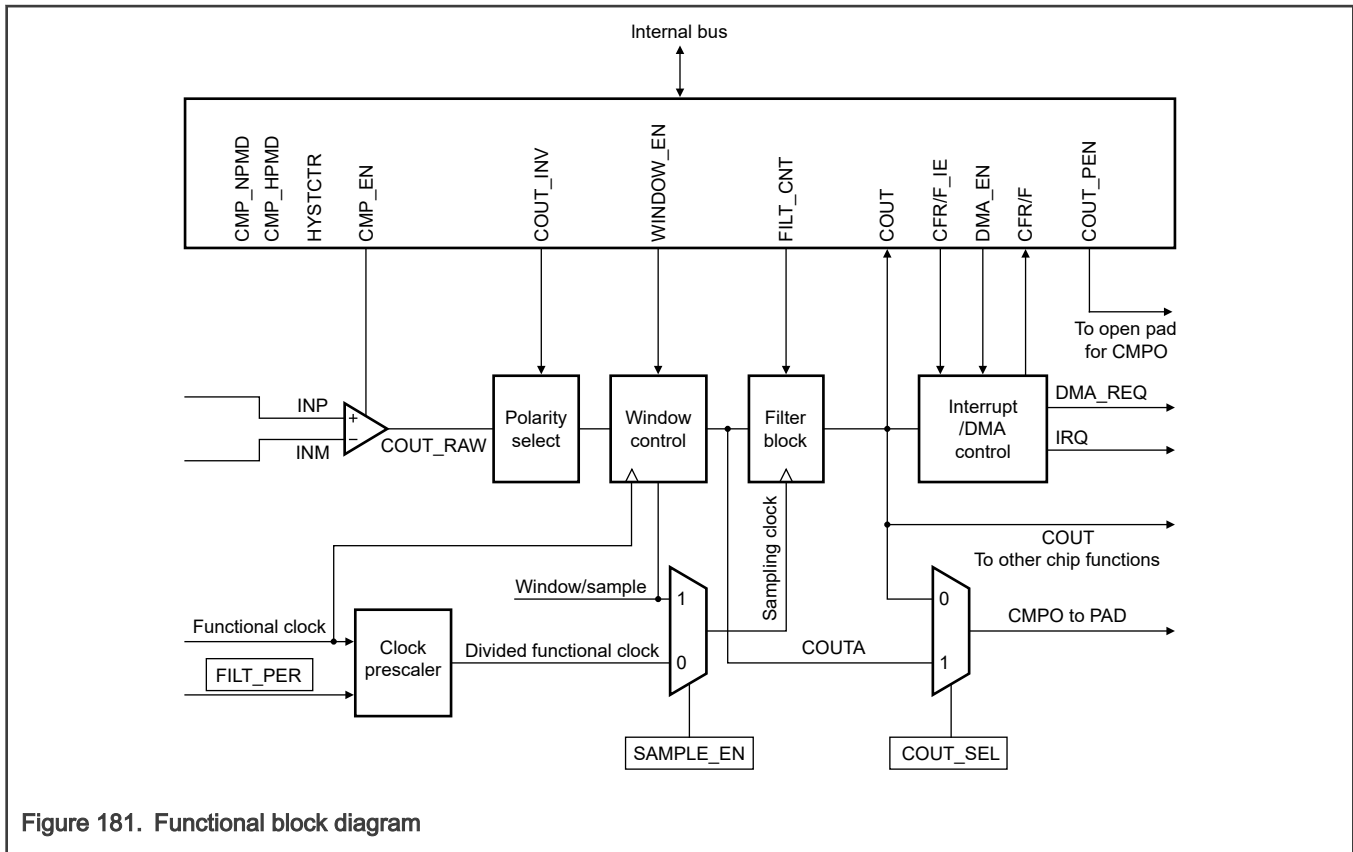 Internal bus
CMP_NPMD
CMP_HPMD
HYSTCTR
CMP_EN
COUT_INV
WINDOW_EN
FILT_CNT
COUT
CFR/F_IE
DMA_EN
CFR/F
COUT_PEN
To open pad
for CMPO
INP
+
INM
−
COUT_RAW
Polarity
select
Window
control
Filter
block
Interrupt
/DMA
control
DMA_REQ
IRQ
Sampling clock
COUT
To other chip functions
Window/sample
1
0
Functional clock
FILT_PER
Clock
prescaler
Divided functional clock
0
COUTA
1
CMPO to PAD
SAMPLE_EN
COUT_SEL
Figure 181. Functional block diagram